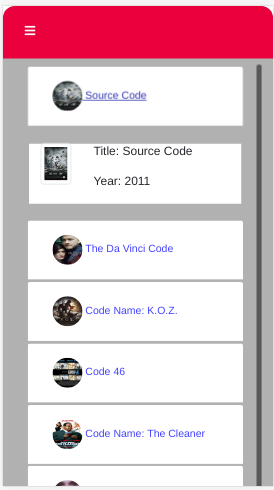 Source Code
Title: Source Code
Year: 2011
The Da Vinci Code
Code Name: K.O.Z.
Code 46
Code Name: The Cleaner